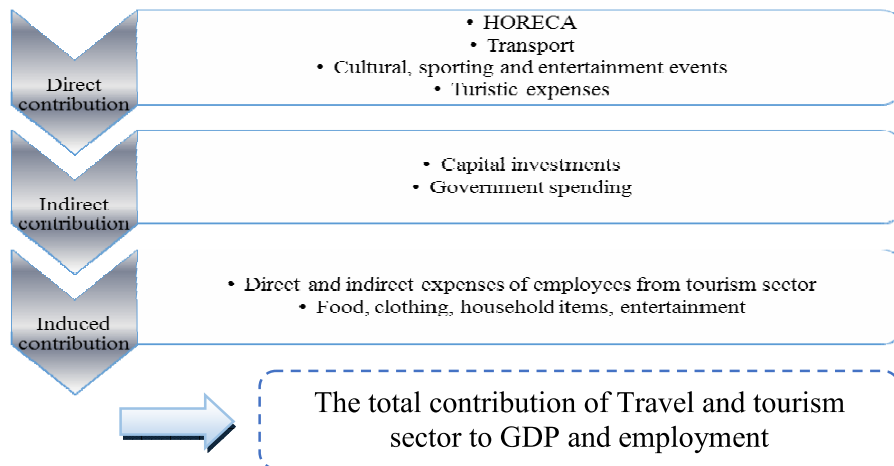 • HORECA
• Transport
• Cultural, sporting and entertainment events
• Turistic expenses
Direct
contribution
• Capital investments
• Government spending
Indirect
contribution
• Direct and indirect expenses of employees from tourism sector
• Food, clothing, household items, entertainment
Induced
contribution
The total contribution of Travel and tourism
sector to GDP and employment